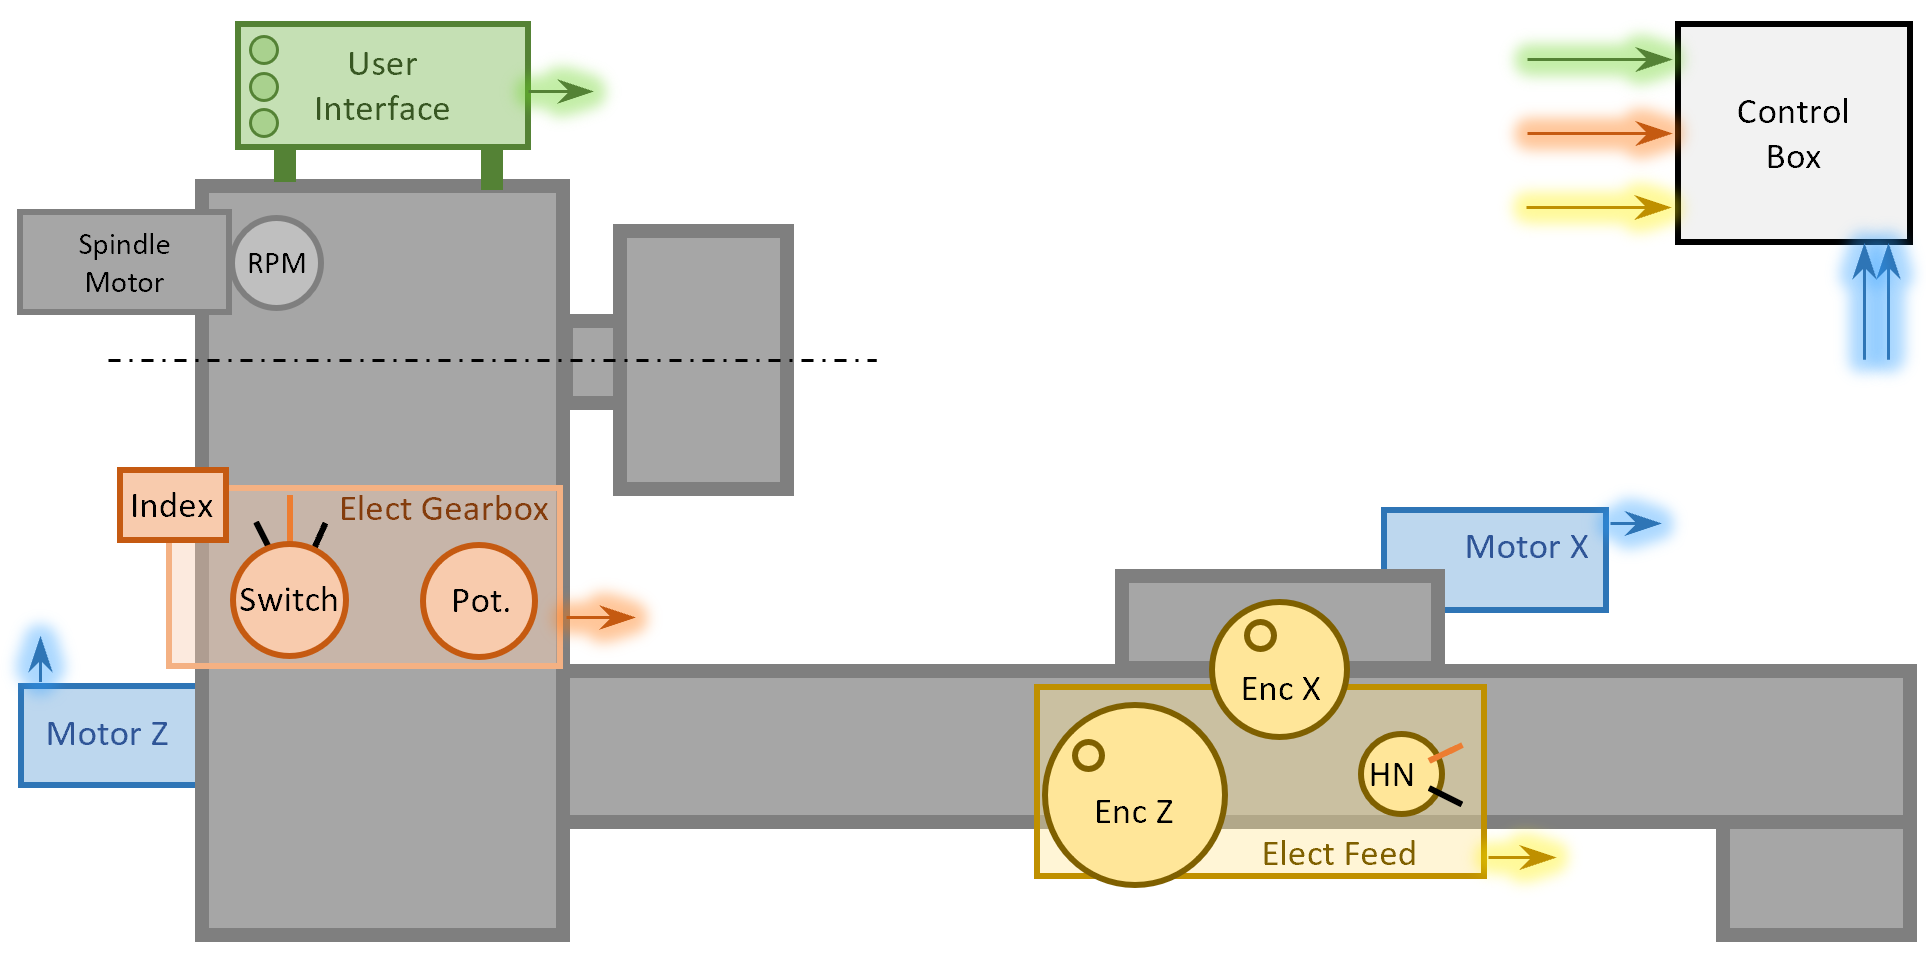 User
Interface
Control
Box
Spindle
Motor
RPM
Index
Elect Gearbox
Switch
Pot.
Motor X
Motor Z
Enc X
HN
Enc Z
Elect Feed